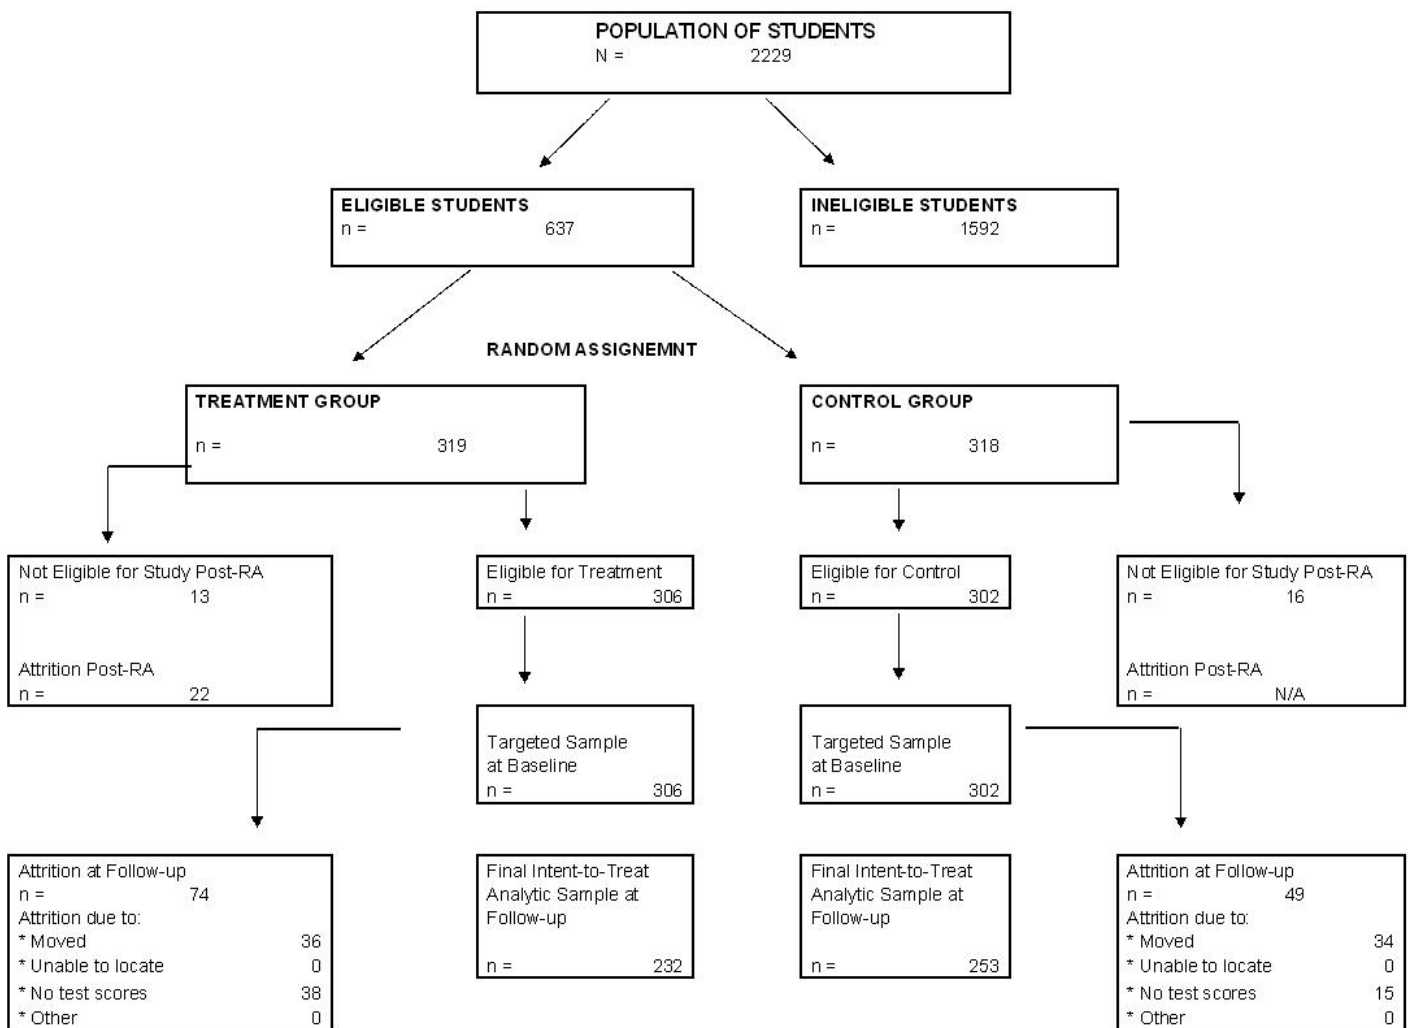 POPULATION OF STUDENTS
N = 2229
ELIGIBLE STUDENTS
n = 637
INELIGIBLE STUDENTS
n = 1592
RANDOM ASSIGNEMNT
TREATMENT GROUP
n = 319
CONTROL GROUP
n = 318
Not Eligible for Study Post-RA
n = 13
Attrition Post-RA
n = 22
Eligible for Treatment
n = 306
Eligible for Control
n = 302
Not Eligible for Study Post-RA
n = 16
Attrition Post-RA
n = N/A
Targeted Sample
at Baseline
n = 306
Targeted Sample
at Baseline
n = 302
Attrition at Follow-up
n = 74
Attrition due to:
* Moved 36
* Unable to locate 0
* No test scores 38
* Other 0
Final Intent-to-Treat
Analytic Sample at
Follow-up
n = 232
Final Intent-to-Treat
Analytic Sample at
Follow-up
n = 253
Attrition at Follow-up
n = 49
Attrition due to:
* Moved 34
* Unable to locate 0
* No test scores 15
* Other 0